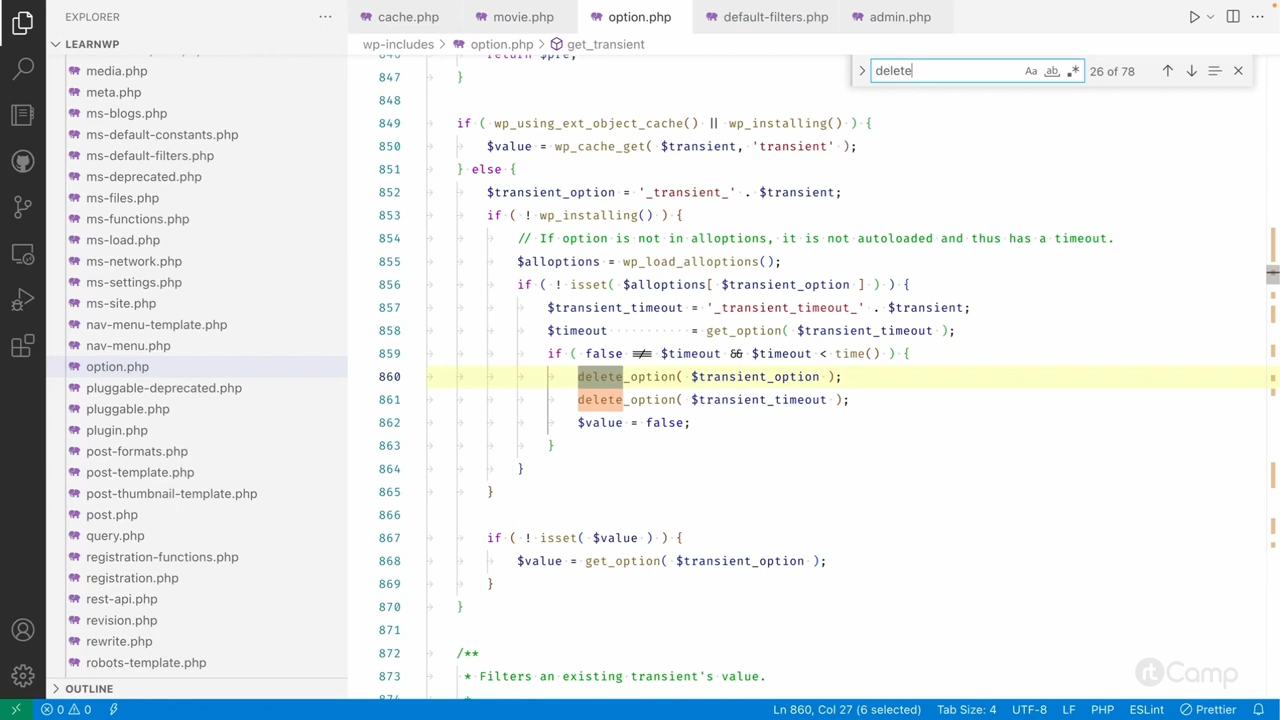 EXPLORER
cache.php
movie.php
option.php
default-filters.php
admin.php
LEARNWP
wp-includes > option.php > get_transient
delete
Aa
ab
26 of 78
media.php
meta.php
ms-blogs.php
ms-default-constants.php
ms-default-filters.php
ms-deprecated.php
ms-files.php
ms-functions.php
ms-load.php
ms-network.php
ms-settings.php
ms-site.php
nav-menu-template.php
nav-menu.php
option.php
pluggable-deprecated.php
pluggable.php
plugin.php
post-formats.php
post-template.php
post-thumbnail-template.php
post.php
query.php
registration-functions.php
registration.php
rest-api.php
revision.php
rewrite.php
robots-template.php
OUTLINE
846 return $pre;
847 }
848
849 if ( wp_using_ext_object_cache() || wp_installing() ) {
850 $value = wp_cache_get( $transient, 'transient' );
851 } else {
852 $transient_option = '_transient_' . $transient;
853 if ( ! wp_installing() ) {
854 // If option is not in alloptions, it is not autoloaded and thus has a timeout.
855 $alloptions = wp_load_alloptions();
856 if ( ! isset( $alloptions[ $transient_option ] ) ) {
857 $transient_timeout = '_transient_timeout_' . $transient;
858 $timeout = get_option( $transient_timeout );
859 if ( false !== $timeout && $timeout < time() ) {
860 delete_option( $transient_option );
861 delete_option( $transient_timeout );
862 $value = false;
863 }
864 }
865 }
866
867 if ( ! isset( $value ) ) {
868 $value = get_option( $transient_option );
869 }
870 }
871
872 /**
873 * Filters an existing transient's value.
874 *
rtCamp
0 0
Ln 860, Col 27 (6 selected)
Tab Size: 4
UTF-8
LF
PHP
ESLint
Prettier